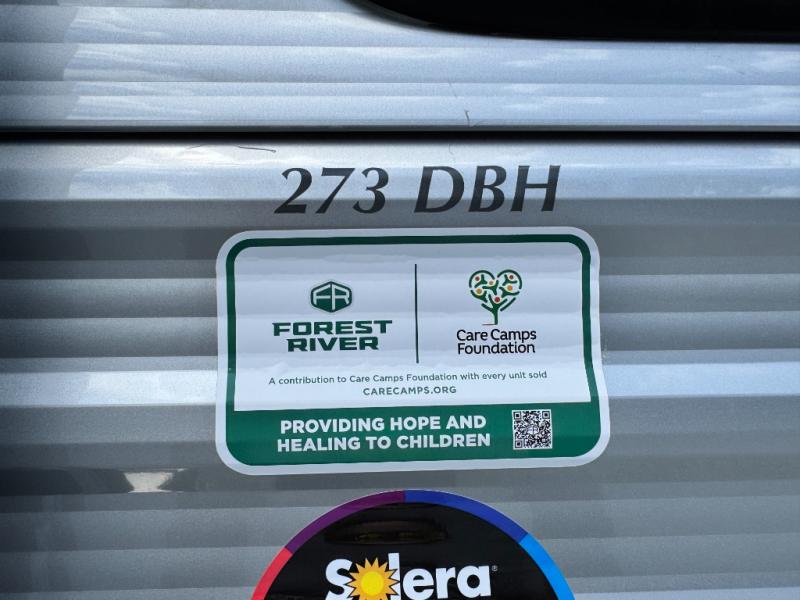 273 DBH
FR
FOREST
RIVER
Care Camps
Foundation
A contribution to Care Camps Foundation with every unit sold
CARECAMPS.ORG
PROVIDING HOPE AND
HEALING TO CHILDREN
Solera®